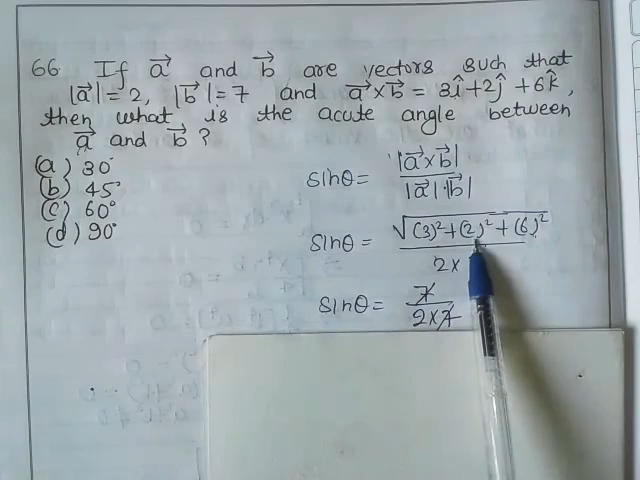 66 If a⃗ and b⃗ are vectors such that
|a⃗|=2, |b⃗|=7 and a⃗×b⃗ = 3î+2ĵ+6k̂,
then what is the acute angle between
a⃗ and b⃗ ?
(a) 30°
(b) 45°
(c) 60°
(d) 90°
sinθ = |a⃗×b⃗| / |a⃗|·|b⃗|
sinθ = √(3)²+(2)²+(6)² / 2×
sinθ = 7 / 2×7